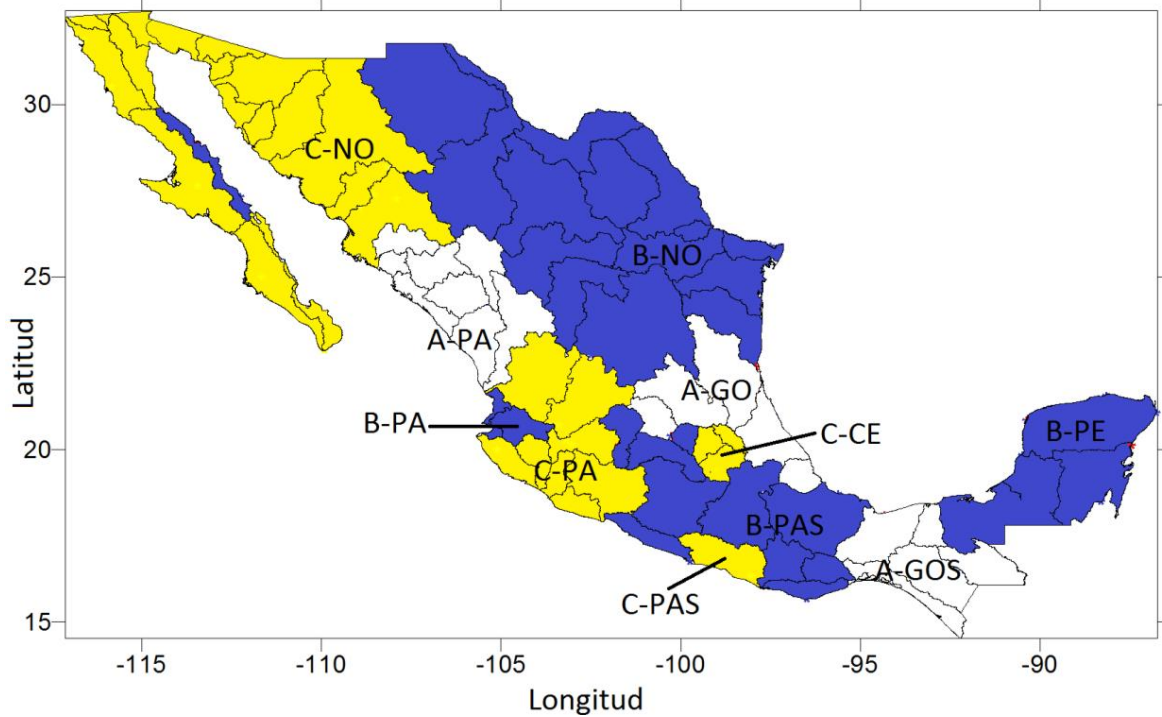 30
25
20
15
Latitud
C-NO
B-NO
A-PA
A-GO
B-PA
C-CE
B-PE
C-PA
B-PAS
A-GOS
C-PAS
-115 -110 -105 -100 -95 -90
Longitud